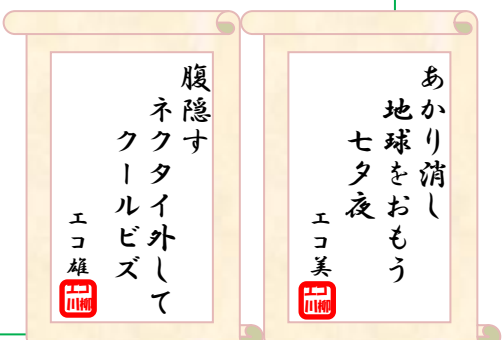 あかり消し
地球をおもう
七夕夜
エコ美
腹隠す
ネクタイ外して
クールビズ
エコ雄